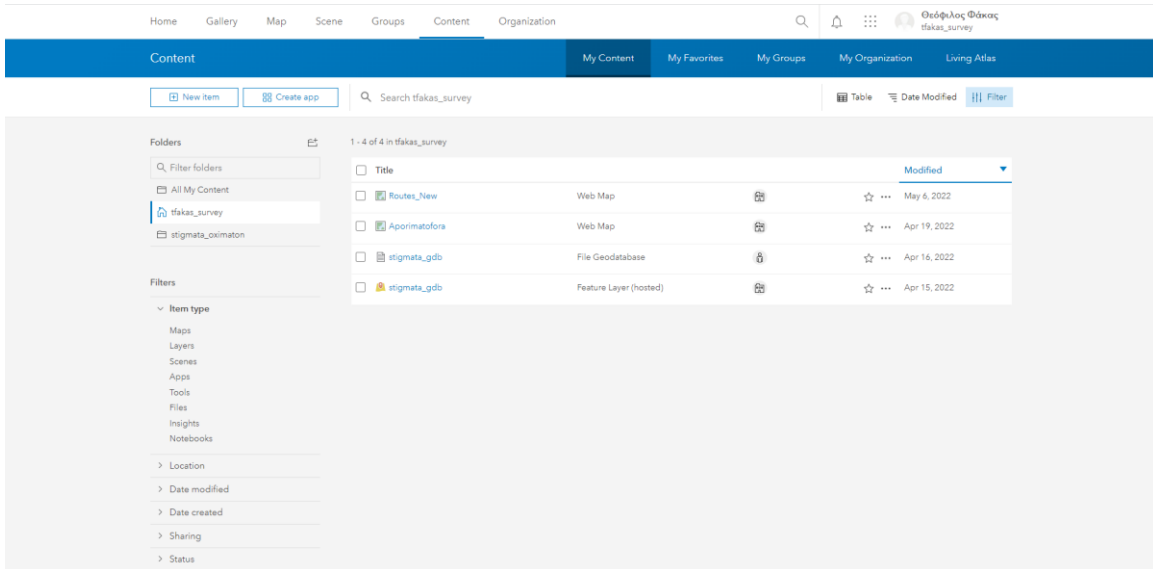 Home Gallery Map Scene Groups Content Organization Θεόφιλος Φάκας
tfakas_survey
Content My Content My Favorites My Groups My Organization Living Atlas
New item Create app Search tfakas_survey Table Date Modified Filter
Folders 1 - 4 of 4 in tfakas_survey
Filter folders Title Modified
All My Content Routes_New Web Map May 6, 2022
tfakas_survey Aporimatofora Web Map Apr 19, 2022
stigmata_oximaton stigmata_gdb File Geodatabase Apr 16, 2022
Filters stigmata_gdb Feature Layer (hosted) Apr 15, 2022
Item type
Maps
Layers
Scenes
Apps
Tools
Files
Insights
Notebooks
Location
Date modified
Date created
Sharing
Status